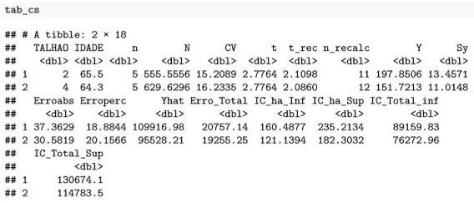 tab_cs
## # A tibble: 2 × 18
## TALHAO IDADE n N CV t t_rec n_recalc Y Sy
## <dbl> <dbl> <dbl> <dbl> <dbl> <dbl> <dbl> <dbl> <dbl> <dbl>
## 1 2 65.5 5 555.5556 15.2089 2.7764 2.1098 11 197.8506 13.4571
## 2 4 64.3 5 629.6296 16.2335 2.7764 2.0860 12 151.7213 11.0148
## Erroabs Erroperc Yhat Erro_Total IC_ha_Inf IC_ha_Sup IC_Total_inf
## <dbl> <dbl> <dbl> <dbl> <dbl> <dbl> <dbl>
## 1 37.3629 18.8844 109916.98 20757.14 160.4877 235.2134 89159.83
## 2 30.5819 20.1566 95528.21 19255.25 121.1394 182.3032 76272.96
## IC_Total_Sup
## <dbl>
## 1 130674.1
## 2 114783.5